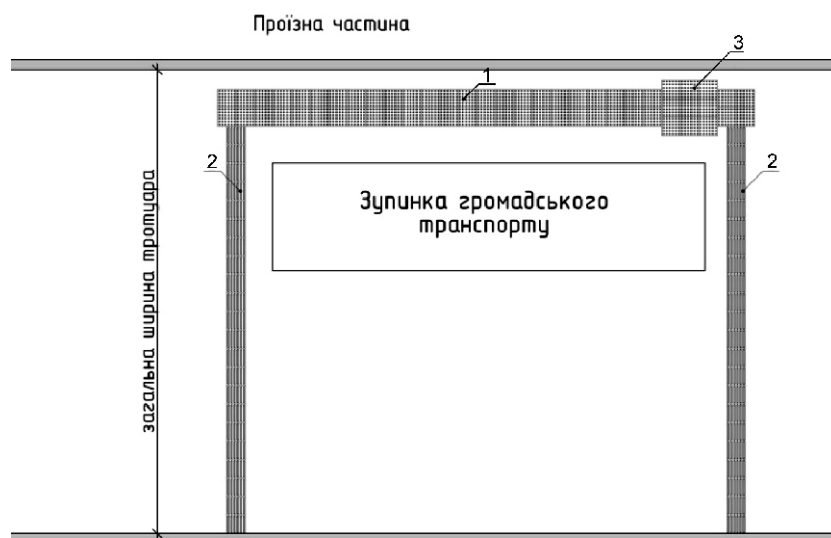 Проїзна частина
3
1
2
2
Зупинка громадського
транспорту
загальна ширина тротуара